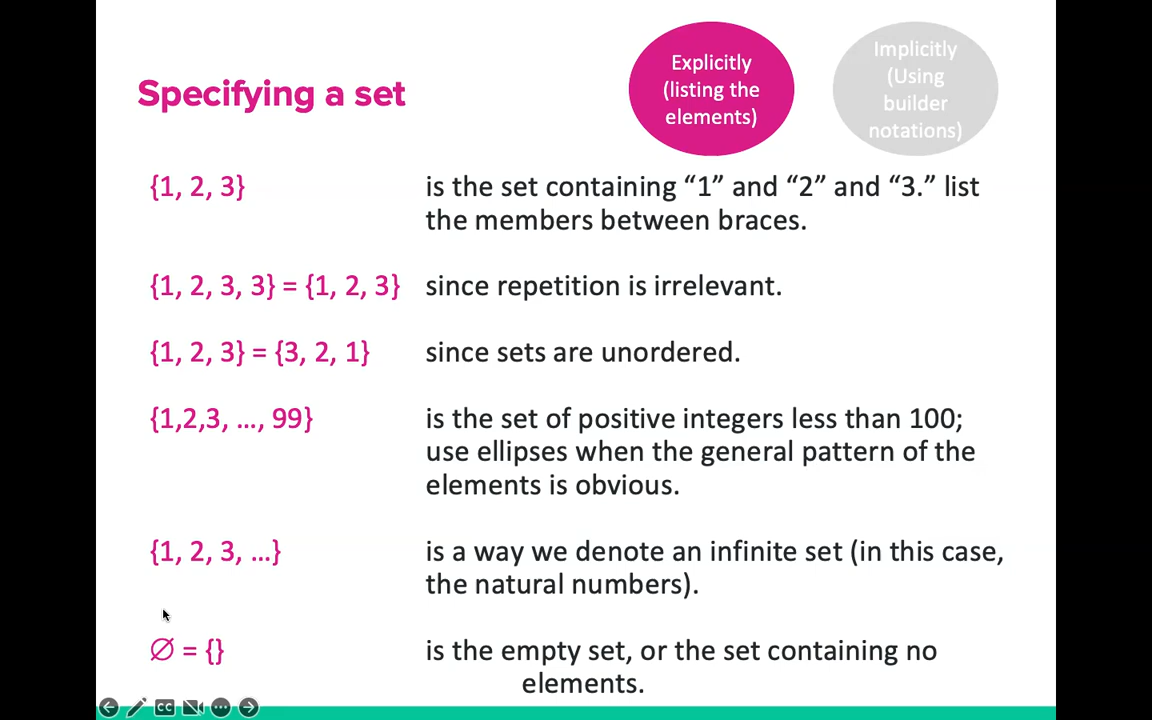 Specifying a set
Explicitly
(listing the
elements)
Implicitly
(Using
builder
notations)
{1, 2, 3} is the set containing “1” and “2” and “3.” list
the members between braces.
{1, 2, 3, 3} = {1, 2, 3} since repetition is irrelevant.
{1, 2, 3} = {3, 2, 1} since sets are unordered.
{1,2,3, ..., 99} is the set of positive integers less than 100;
use ellipses when the general pattern of the
elements is obvious.
{1, 2, 3, ...} is a way we denote an infinite set (in this case,
the natural numbers).
∅ = {} is the empty set, or the set containing no
elements.
CC